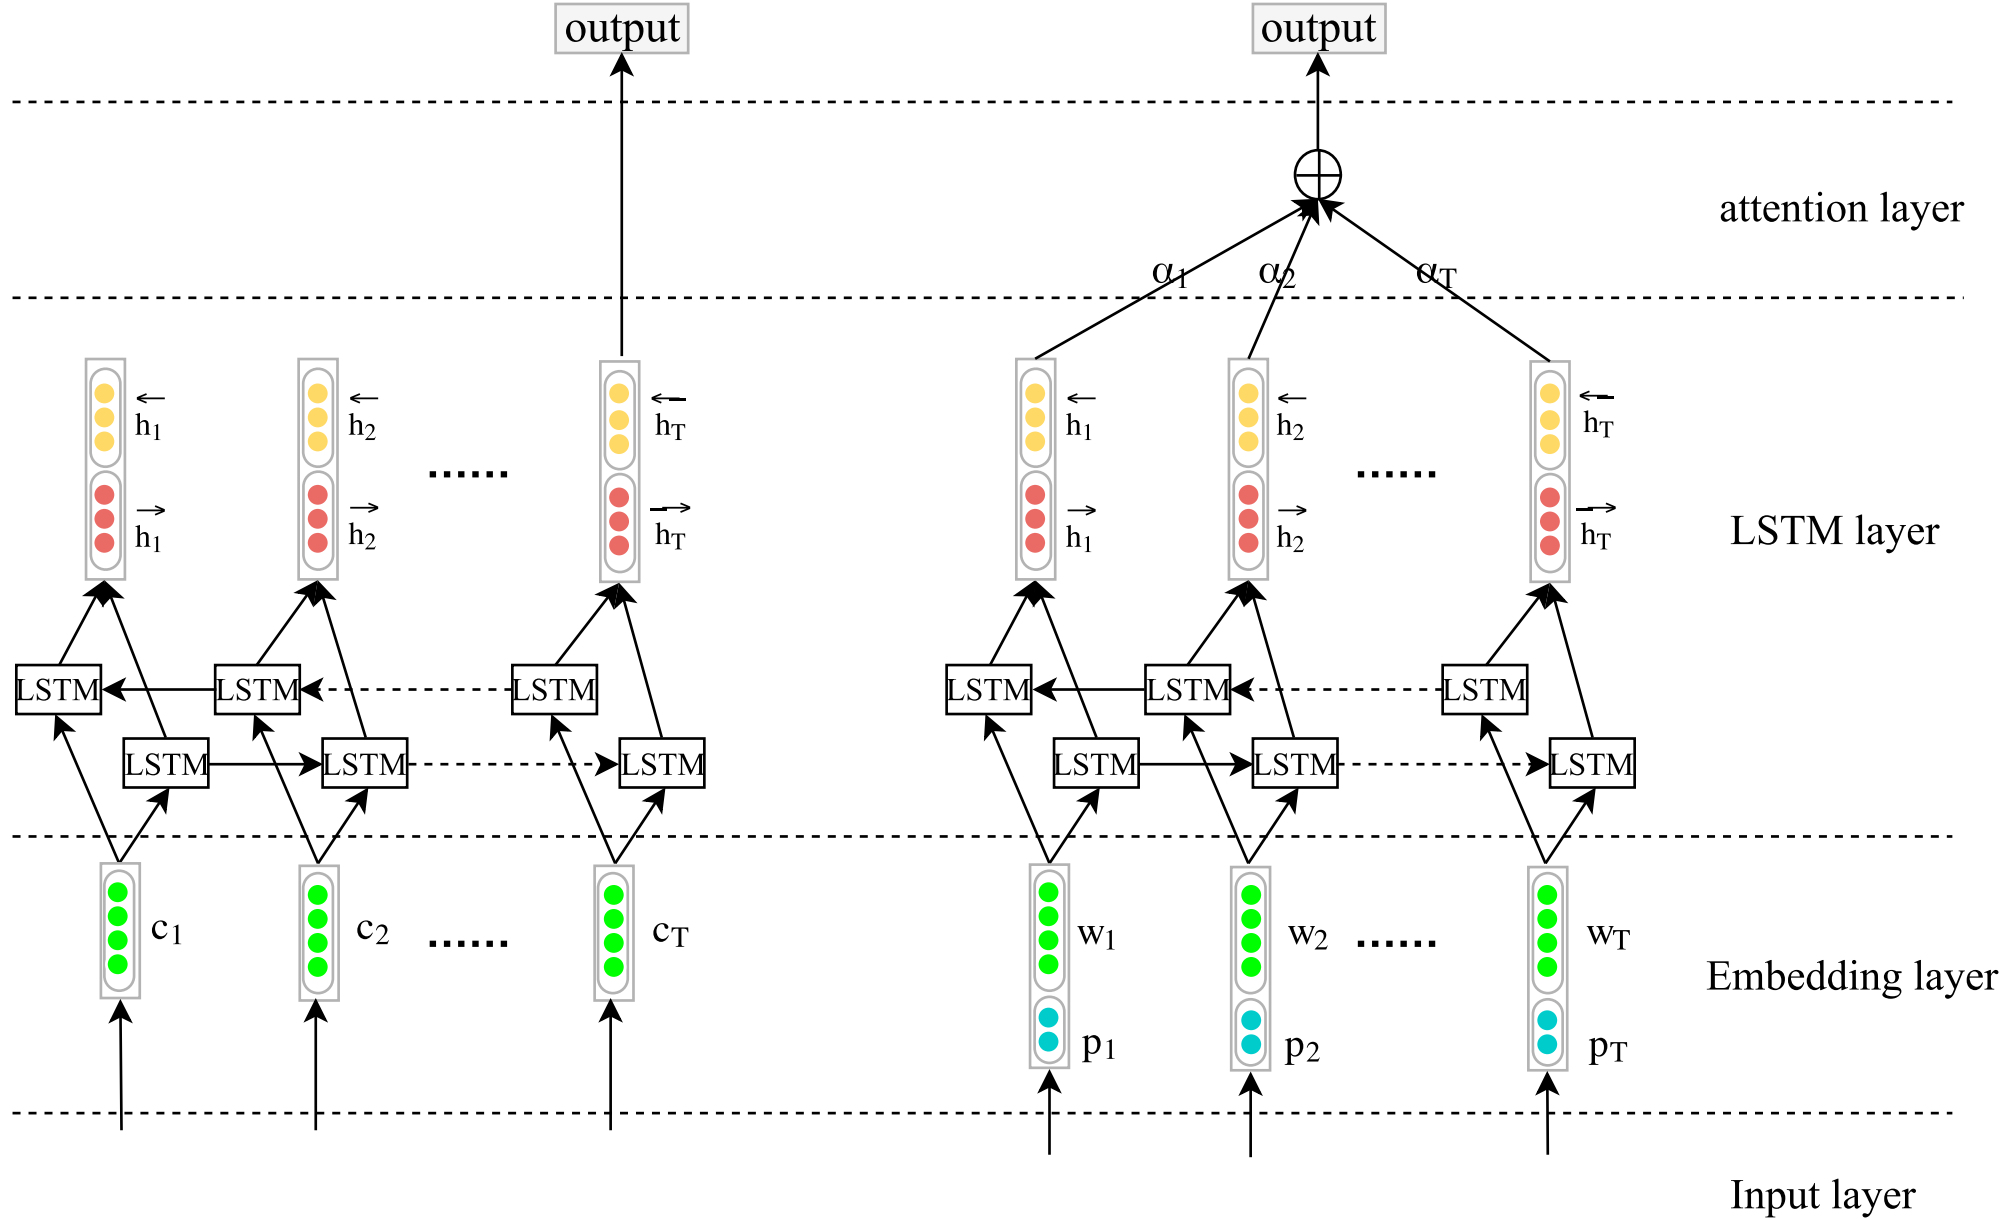 output output
attention layer
α1 α2 αT
h1 h2 hT h1 h2 hT
...... ......
h1 h2 hT h1 h2 hT
LSTM layer
LSTM LSTM LSTM LSTM LSTM LSTM
LSTM LSTM LSTM LSTM LSTM LSTM
c1 c2 ...... cT w1 w2 ...... wT
Embedding layer
p1 p2 pT
Input layer